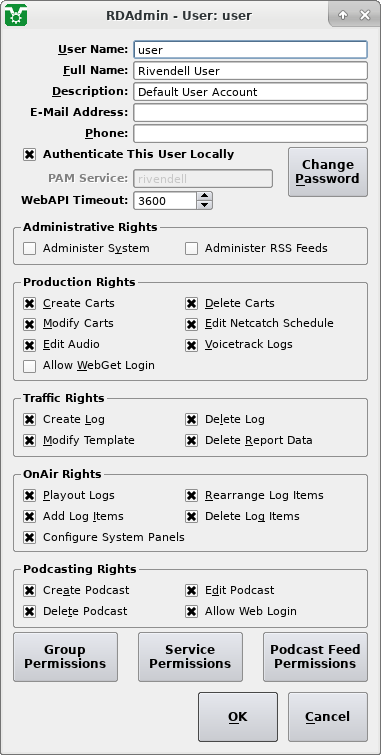 RDAdmin - User: user
User Name: user
Full Name: Rivendell User
Description: Default User Account
E-Mail Address:
Phone:
Authenticate This User Locally
Change Password
PAM Service: rivendell
WebAPI Timeout: 3600
Administrative Rights
Administer System Administer RSS Feeds
Production Rights
Create Carts Delete Carts
Modify Carts Edit Netcatch Schedule
Edit Audio Voicetrack Logs
Allow WebGet Login
Traffic Rights
Create Log Delete Log
Modify Template Delete Report Data
OnAir Rights
Playout Logs Rearrange Log Items
Add Log Items Delete Log Items
Configure System Panels
Podcasting Rights
Create Podcast Edit Podcast
Delete Podcast Allow Web Login
Group Permissions Service Permissions Podcast Feed Permissions
OK Cancel